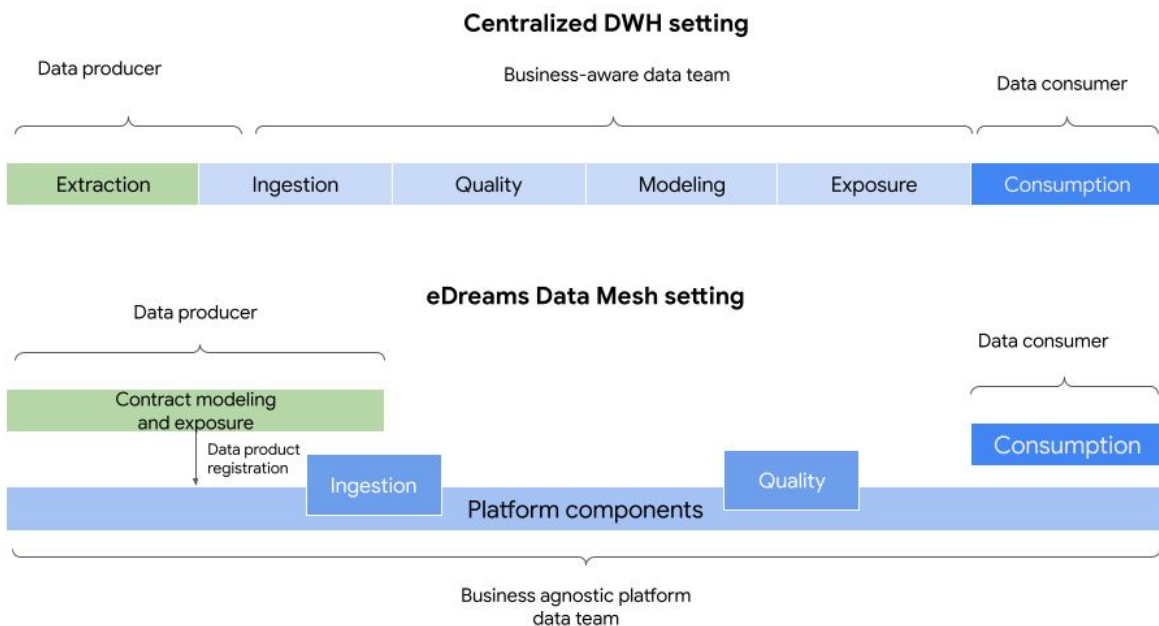 Centralized DWH setting
Data producer
Business-aware data team
Data consumer
Extraction
Ingestion
Quality
Modeling
Exposure
Consumption
eDreams Data Mesh setting
Data producer
Data consumer
Contract modeling
and exposure
Data product
registration
Consumption
Ingestion
Quality
Platform components
Business agnostic platform
data team